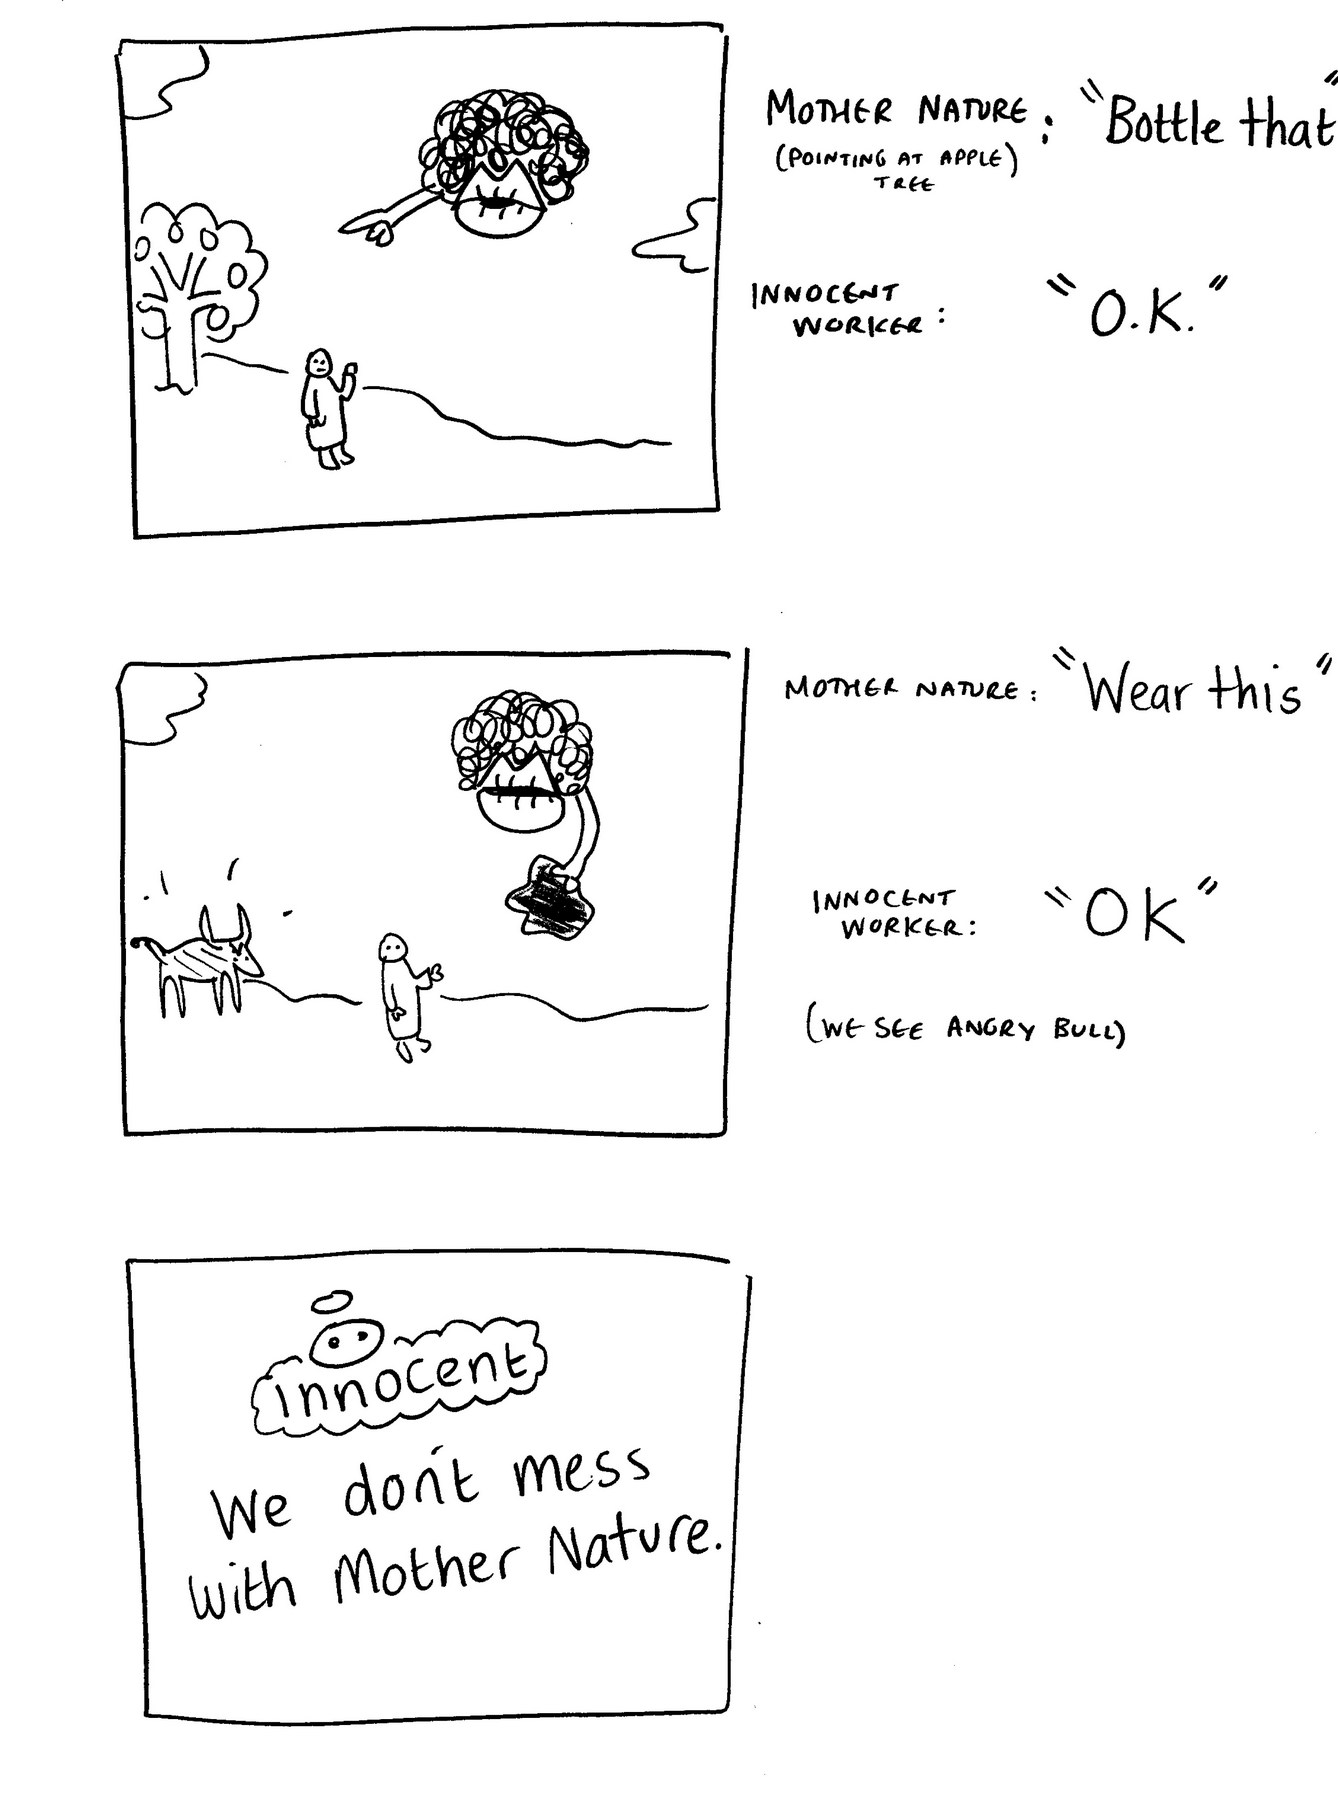 MOTHER NATURE : "Bottle that"
(POINTING AT APPLE)
TREE
INNOCENT
WORKER : "O.K."
MOTHER NATURE : "Wear this"
INNOCENT
WORKER: "OK"
(WE SEE ANGRY BULL)
innocent
We don't mess
with Mother Nature.